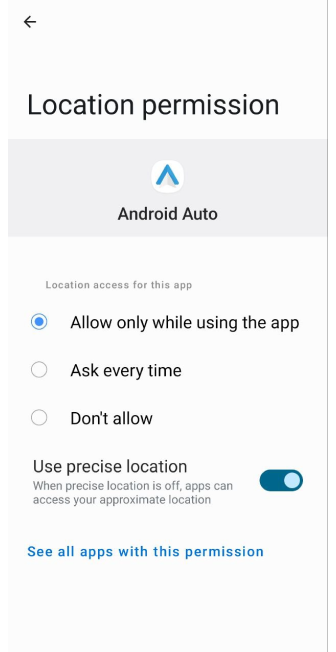 Location permission
Android Auto
Location access for this app
Allow only while using the app
Ask every time
Don't allow
Use precise location
When precise location is off, apps can
access your approximate location
See all apps with this permission